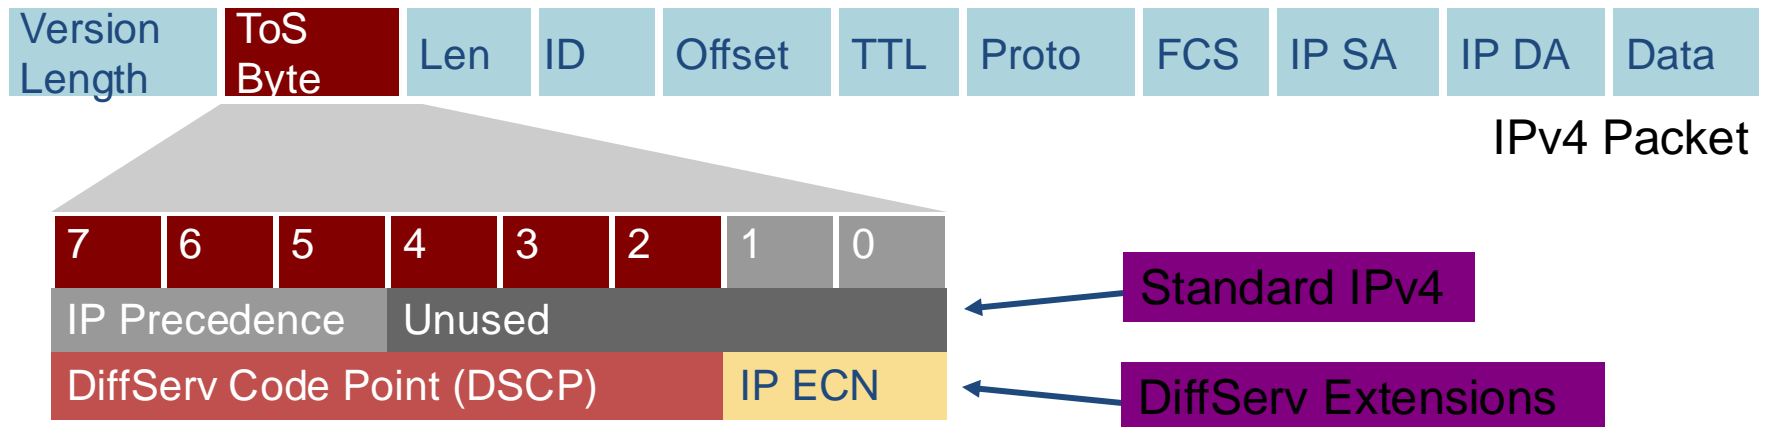 Version Length
ToS Byte
Len
ID
Offset
TTL
Proto
FCS
IP SA
IP DA
Data
IPv4 Packet
7 6 5 4 3 2 1 0
IP Precedence
Unused
Standard IPv4
DiffServ Code Point (DSCP)
IP ECN
DiffServ Extensions